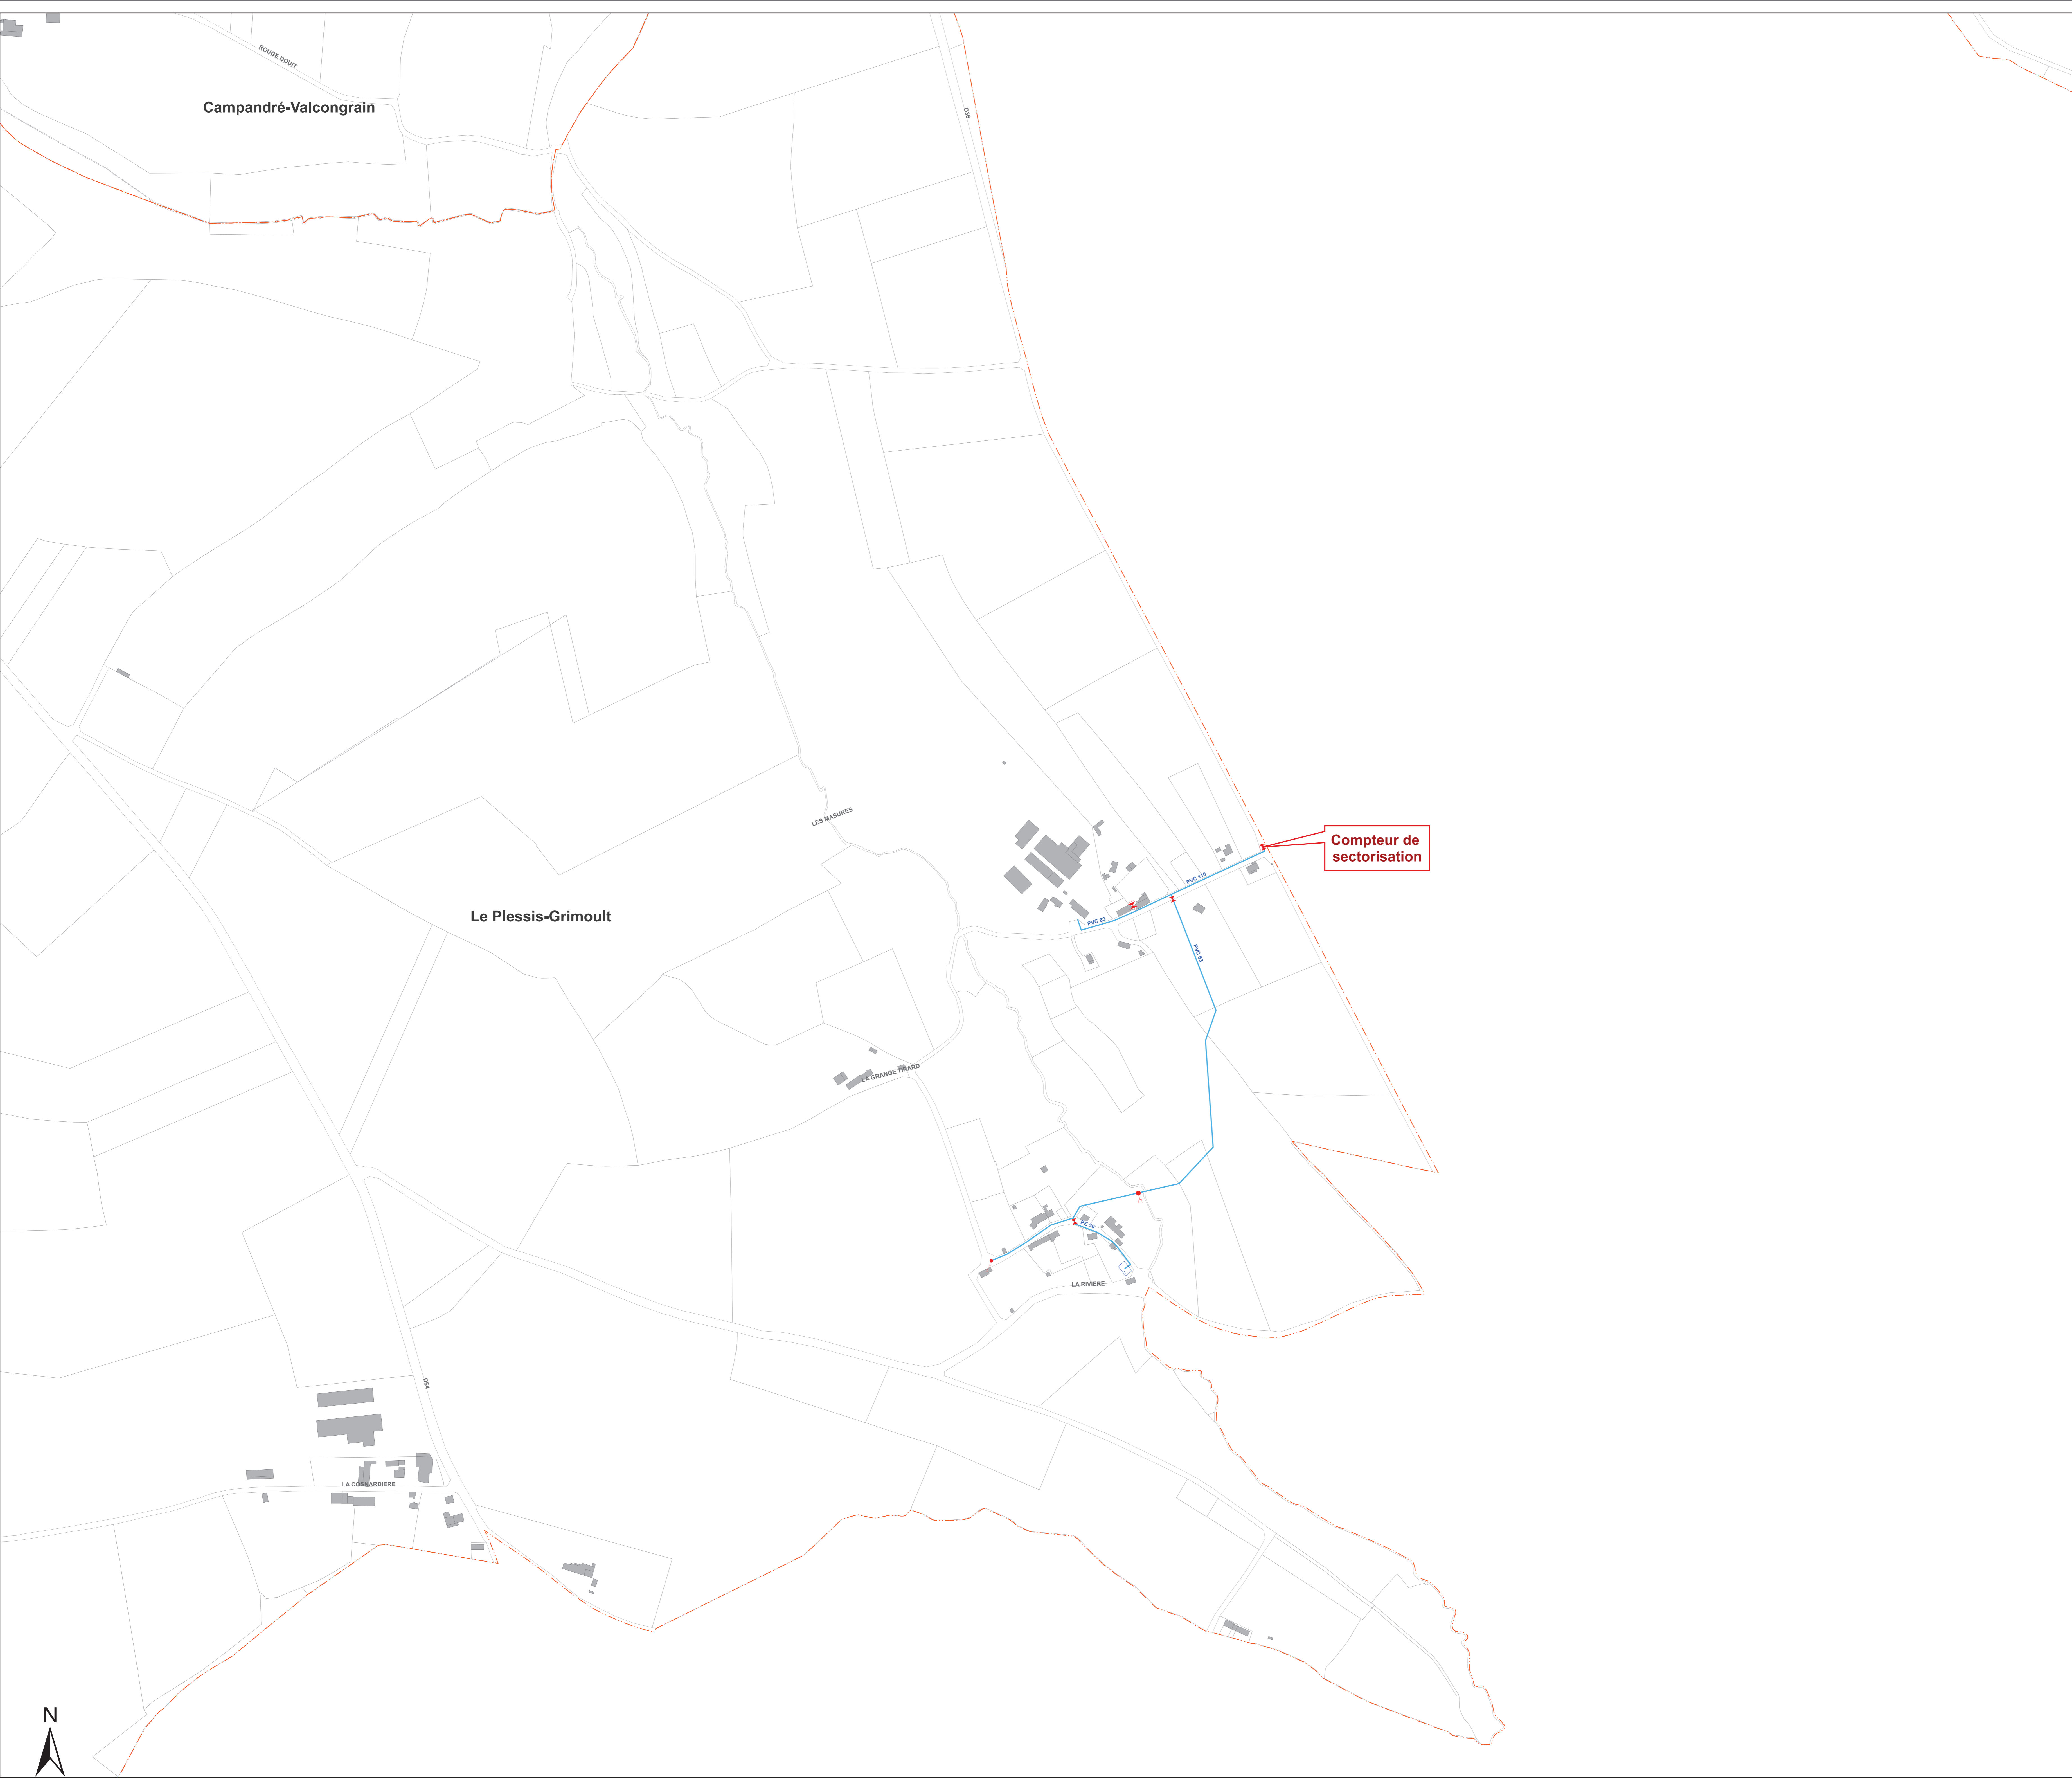 ROUGE DOUIT
Campandré-Valcongrain
D38
LES MASURES
Compteur de
sectorisation
PVC 110
Le Plessis-Grimoult
PVC 63
PVC 63
LA GRANGE TIRARD
PE 50
LA RIVIERE
D54
LA COSNARDIERE
N